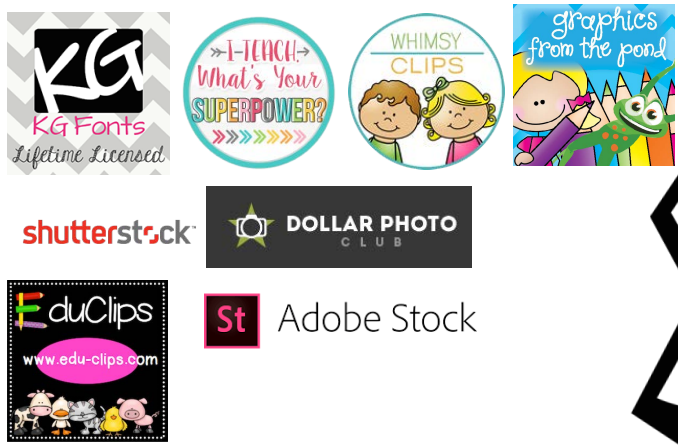 KG
KG Fonts
Lifetime Licensed
I TEACH.
What's Your
SUPERPOWER?
WHIMSY
CLIPS
graphics
from the pond
shutterstock™
DOLLAR PHOTO
CLUB
EduClips
www.edu-clips.com
St Adobe Stock